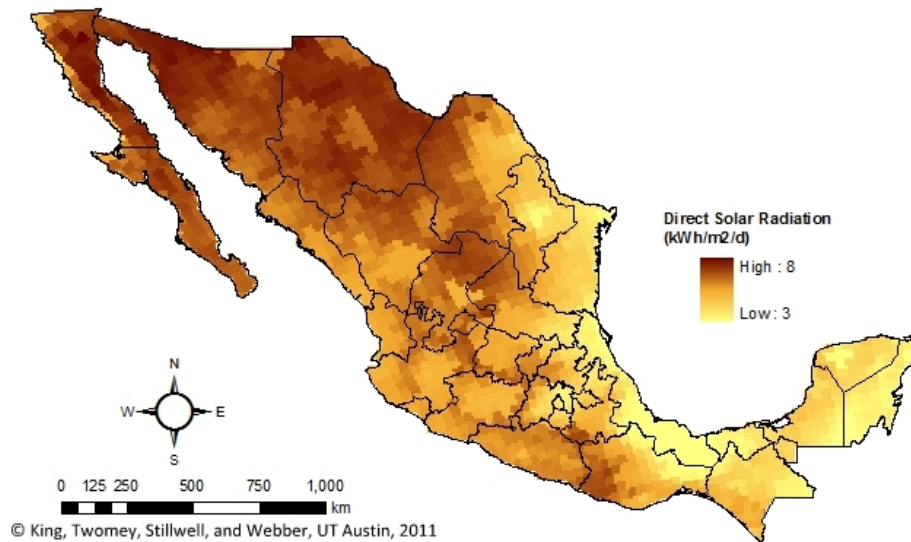 Direct Solar Radiation
(kWh/m2/d)
High : 8
Low : 3
N
W E
S
0 125 250 500 750 1,000
km
© King, Twomey, Stillwell, and Webber, UT Austin, 2011